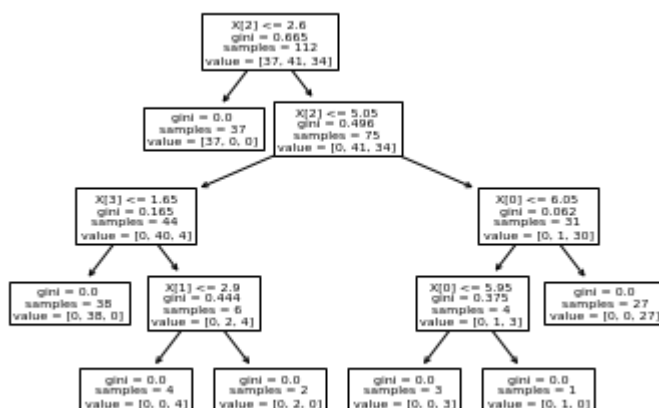 X[2] <= 2.6
gini = 0.665
samples = 112
value = [37, 41, 34]
gini = 0.0
samples = 37
value = [37, 0, 0]
X[2] <= 5.05
gini = 0.496
samples = 75
value = [0, 41, 34]
X[3] <= 1.65
gini = 0.165
samples = 44
value = [0, 40, 4]
X[0] <= 6.05
gini = 0.062
samples = 31
value = [0, 1, 30]
gini = 0.0
samples = 38
value = [0, 38, 0]
X[1] <= 2.9
gini = 0.444
samples = 6
value = [0, 2, 4]
X[0] <= 5.95
gini = 0.375
samples = 4
value = [0, 1, 3]
gini = 0.0
samples = 27
value = [0, 0, 27]
gini = 0.0
samples = 4
value = [0, 0, 4]
gini = 0.0
samples = 2
value = [0, 2, 0]
gini = 0.0
samples = 3
value = [0, 0, 3]
gini = 0.0
samples = 1
value = [0, 1, 0]